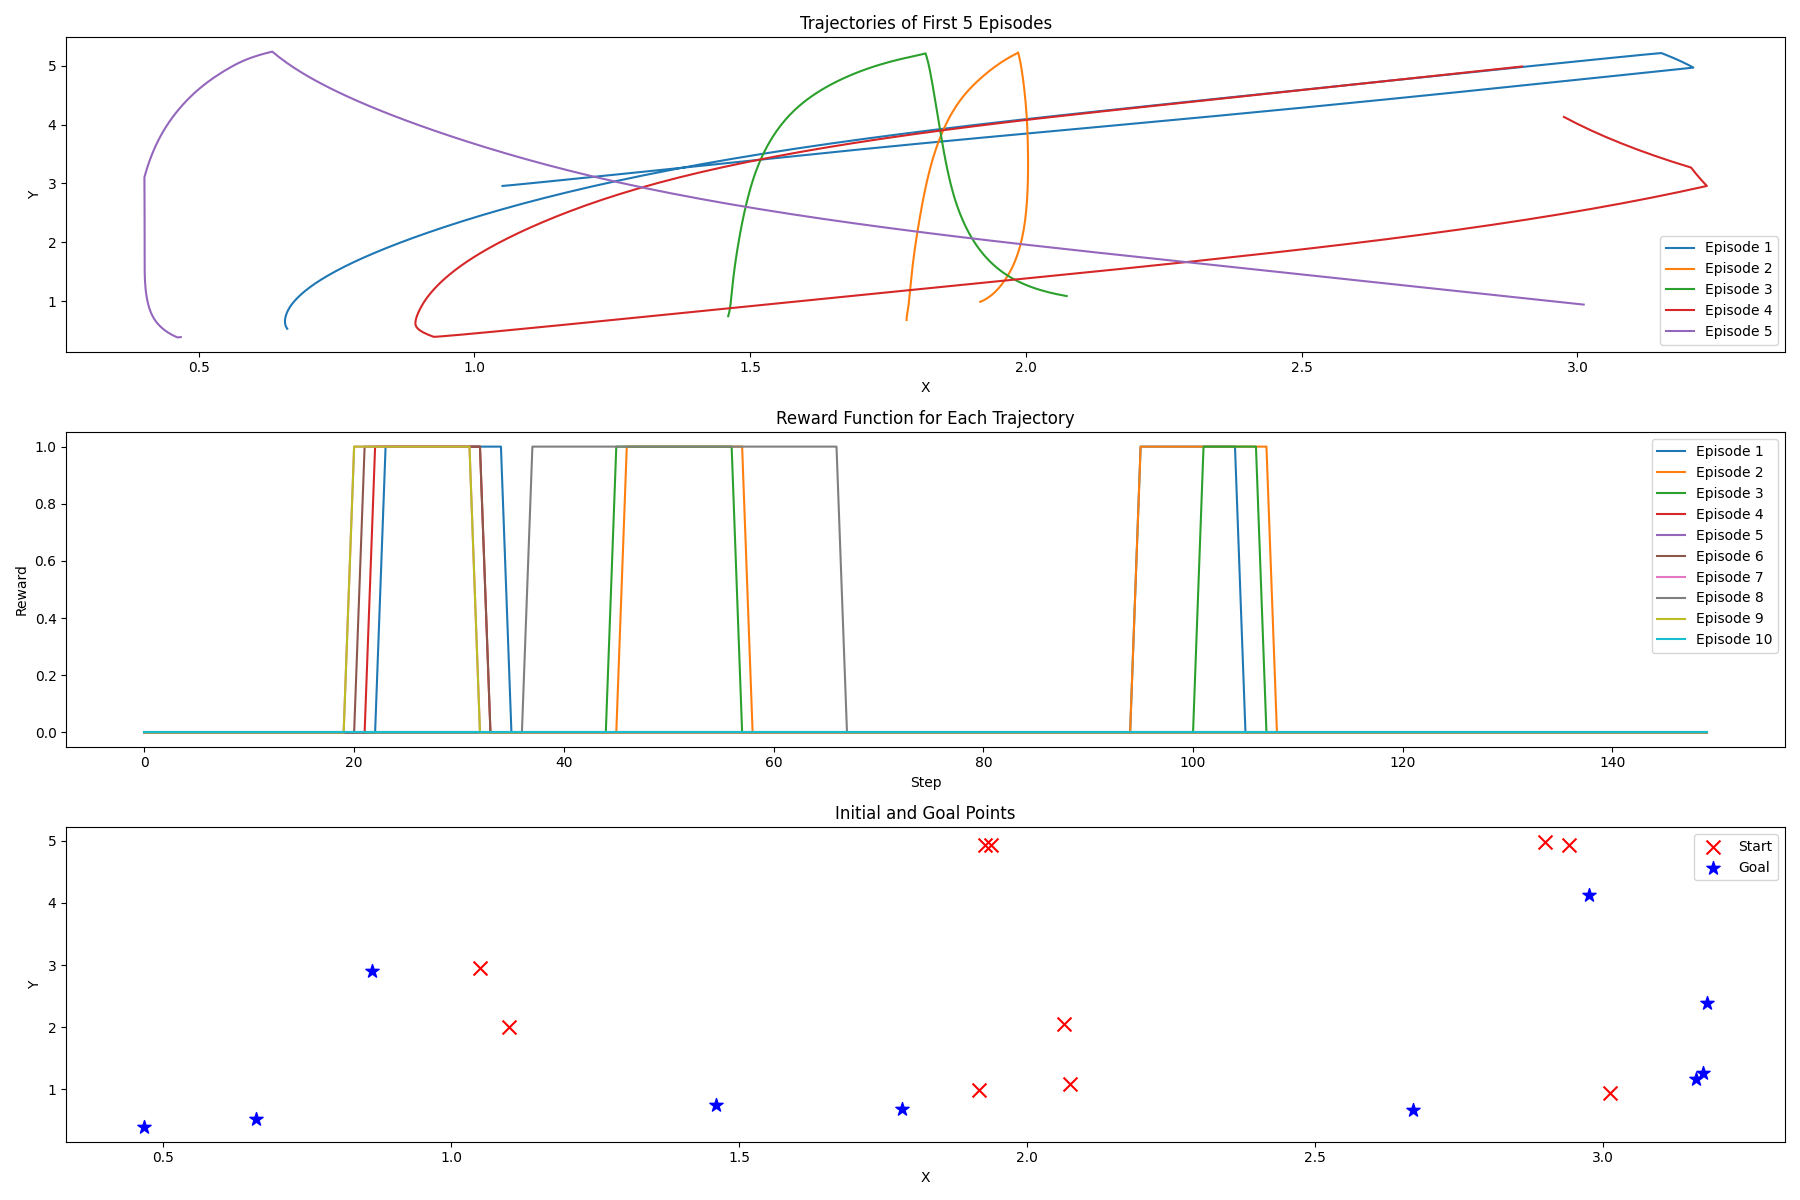 Trajectories of First 5 Episodes
5
4
3
2
1
Y
0.5 1.0 1.5 2.0 2.5 3.0
X
Episode 1
Episode 2
Episode 3
Episode 4
Episode 5
Reward Function for Each Trajectory
1.0
0.8
0.6
0.4
0.2
0.0
Reward
0 20 40 60 80 100 120 140
Step
Episode 1
Episode 2
Episode 3
Episode 4
Episode 5
Episode 6
Episode 7
Episode 8
Episode 9
Episode 10
Initial and Goal Points
5
4
3
2
1
Y
0.5 1.0 1.5 2.0 2.5 3.0
X
Start
Goal